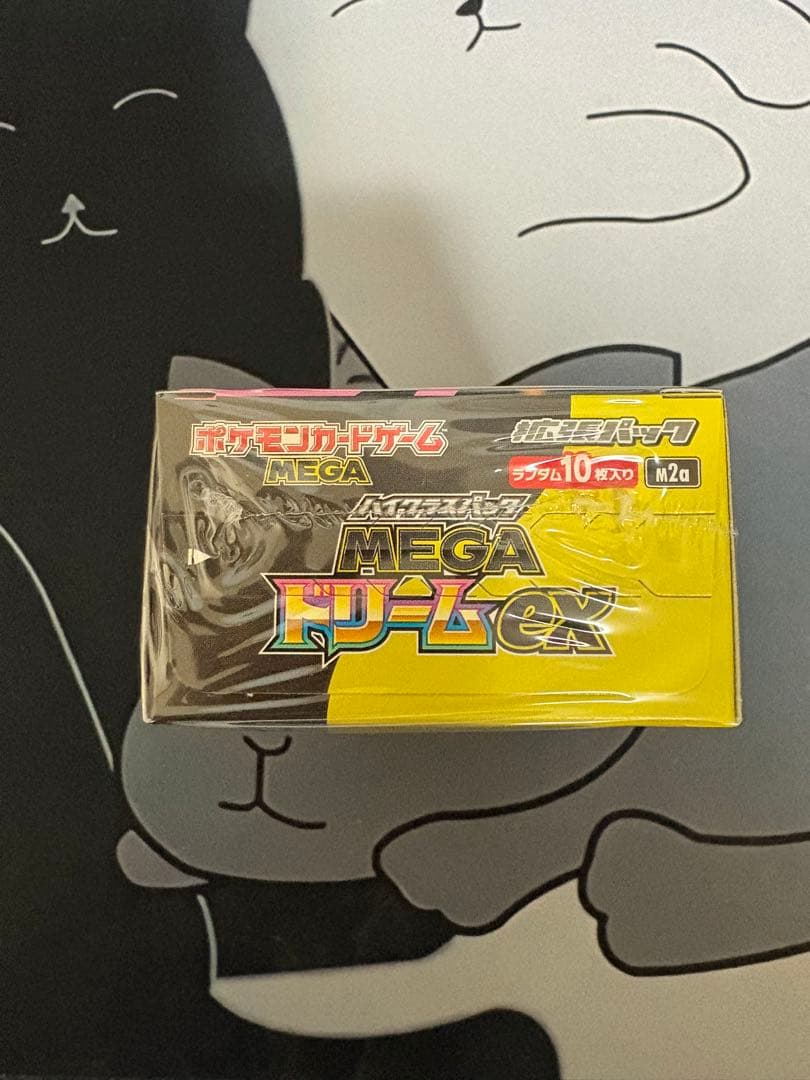 ポケモンカードゲーム
MEGA
拡張パック
ランダム10枚入り M2a
ハイクラスパック
MEGA
ドリームex